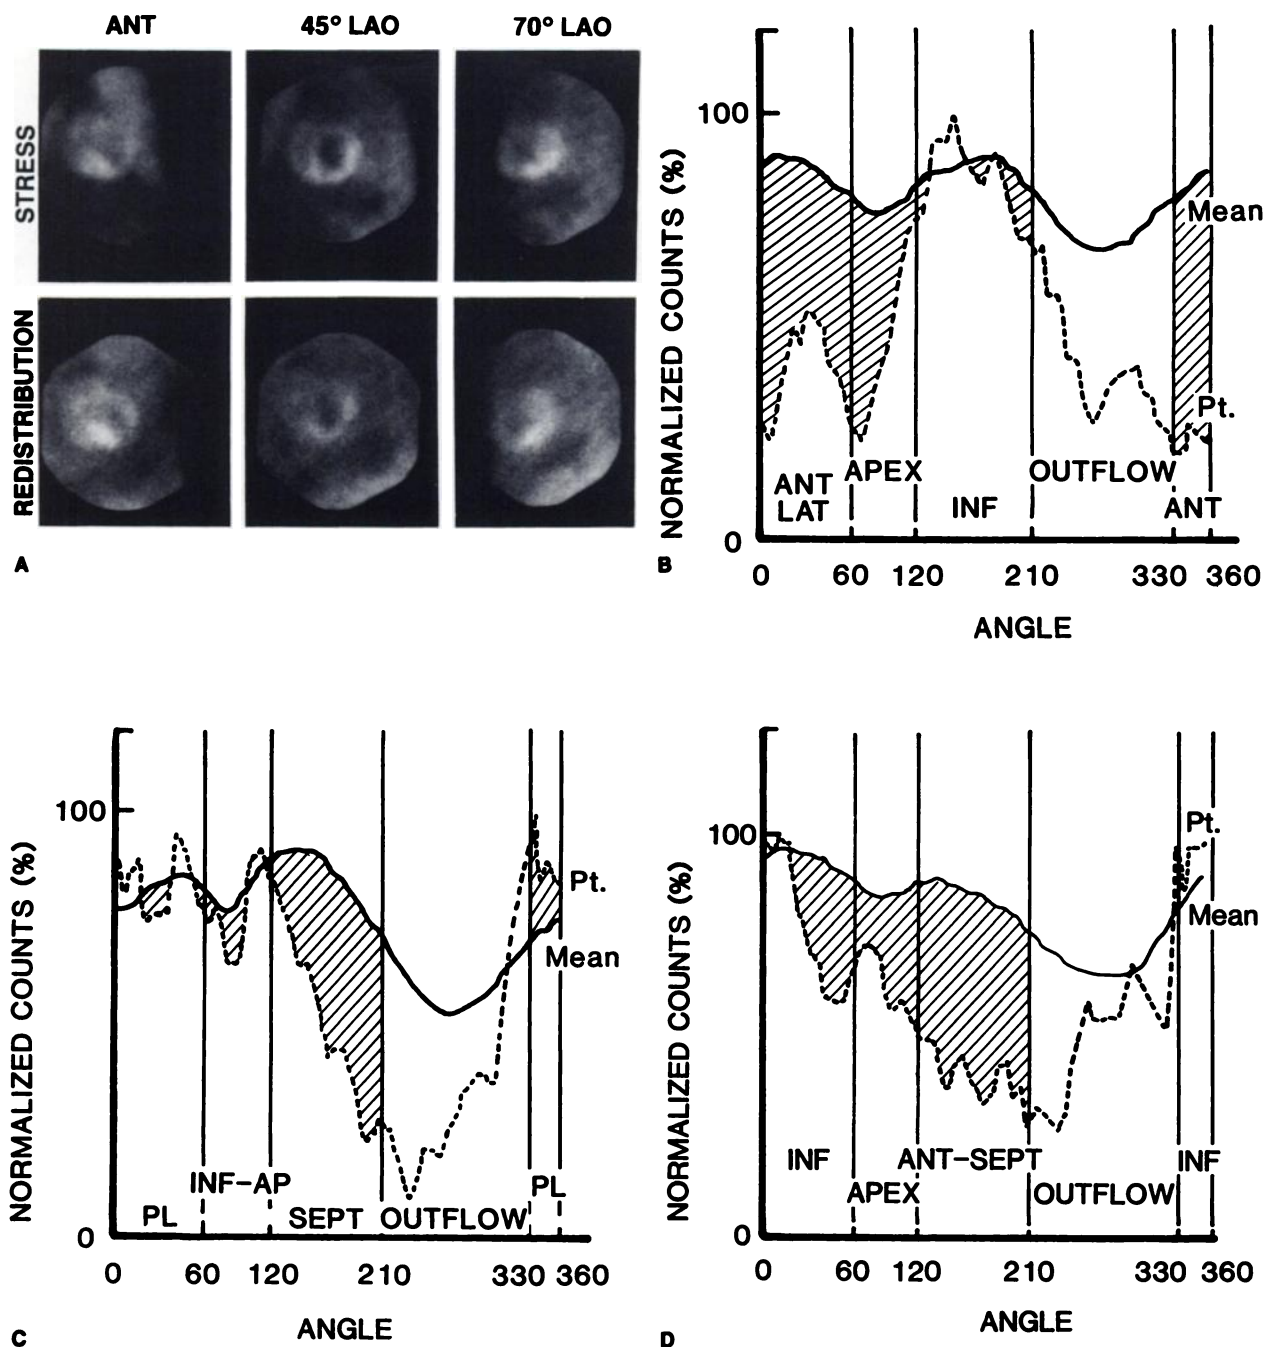 ANT 45° LAO 70° LAO
STRESS
REDISTRIBUTION
A
NORMALIZED COUNTS (%)
100
Mean
Pt.
APEX OUTFLOW
ANT
LAT INF ANT
0
0 60 120 210 330 360
ANGLE
B
NORMALIZED COUNTS (%)
100
Pt.
Mean
INF-AP PL
PL SEPT OUTFLOW
0
0 60 120 210 330 360
ANGLE
C
NORMALIZED COUNTS (%)
100
Pt.
Mean
INF ANT-SEPT INF
APEX OUTFLOW
0
0 60 120 210 330 360
ANGLE
D